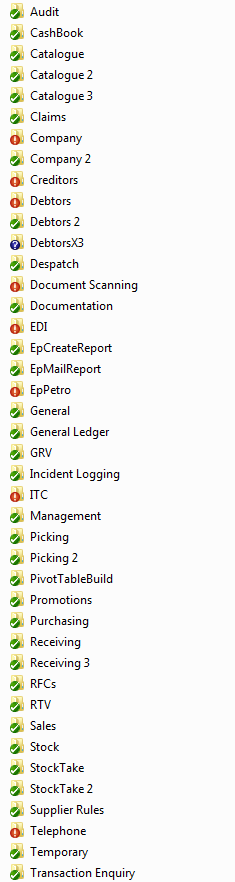 Audit
CashBook
Catalogue
Catalogue 2
Catalogue 3
Claims
Company
Company 2
Creditors
Debtors
Debtors 2
DebtorsX3
Despatch
Document Scanning
Documentation
EDI
EpCreateReport
EpMailReport
EpPetro
General
General Ledger
GRV
Incident Logging
ITC
Management
Picking
Picking 2
PivotTableBuild
Promotions
Purchasing
Receiving
Receiving 3
RFCs
RTV
Sales
Stock
StockTake
StockTake 2
Supplier Rules
Telephone
Temporary
Transaction Enquiry